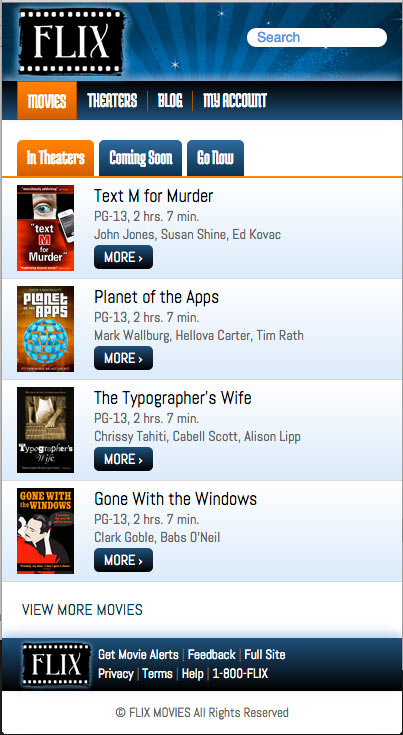 FLIX
Search
MOVIES THEATERS | BLOG | MY ACCOUNT
In Theaters Coming Soon Go Now
"text
M
for
Murder"
Text M for Murder
PG-13, 2 hrs. 7 min.
John Jones, Susan Shine, Ed Kovac
MORE ›
PLANET
OF THE
APPS
Planet of the Apps
PG-13, 2 hrs. 7 min.
Mark Wallburg, Hellova Carter, Tim Rath
MORE ›
Typographer's
Wife
The Typographer's Wife
PG-13, 2 hrs. 7 min.
Chrissy Tahiti, Cabell Scott, Alison Lipp
MORE ›
GONE WITH
THE WINDOWS
Gone With the Windows
PG-13, 2 hrs. 7 min.
Clark Goble, Babs O'Neil
MORE ›
VIEW MORE MOVIES
FLIX
Get Movie Alerts | Feedback | Full Site
Privacy | Terms | Help | 1-800-FLIX
© FLIX MOVIES All Rights Reserved